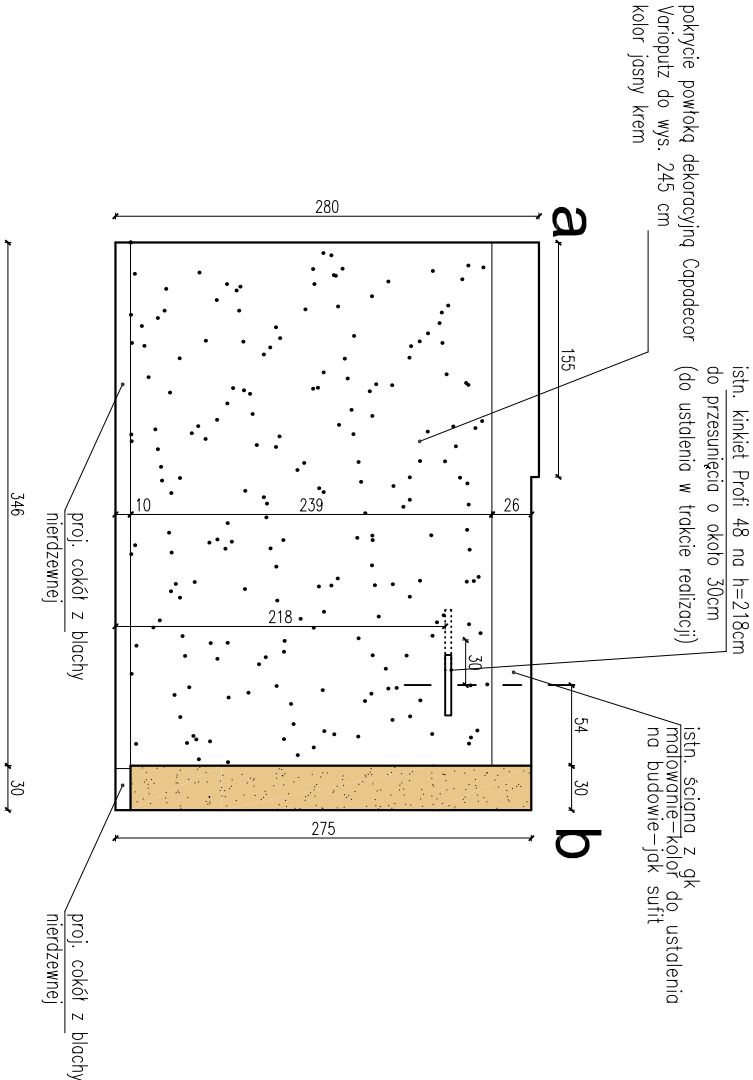 pokrycie powłoką dekoracyjną Capadecor
Varioputz do wys. 245 cm
kolor jasny krem
istn. kinkiet Profi 48 na h=218cm
do przesunięcia o około 30cm
(do ustalenia w trakcie realizacji)
istn. ściana z gk
malowanie–kolor do ustalenia
na budowie–jak sufit
a
280
155
10
239
26
218
30
54
30
b
275
346
30
proj. cokół z blachy
nierdzewnej
proj. cokół z blachy
nierdzewnej